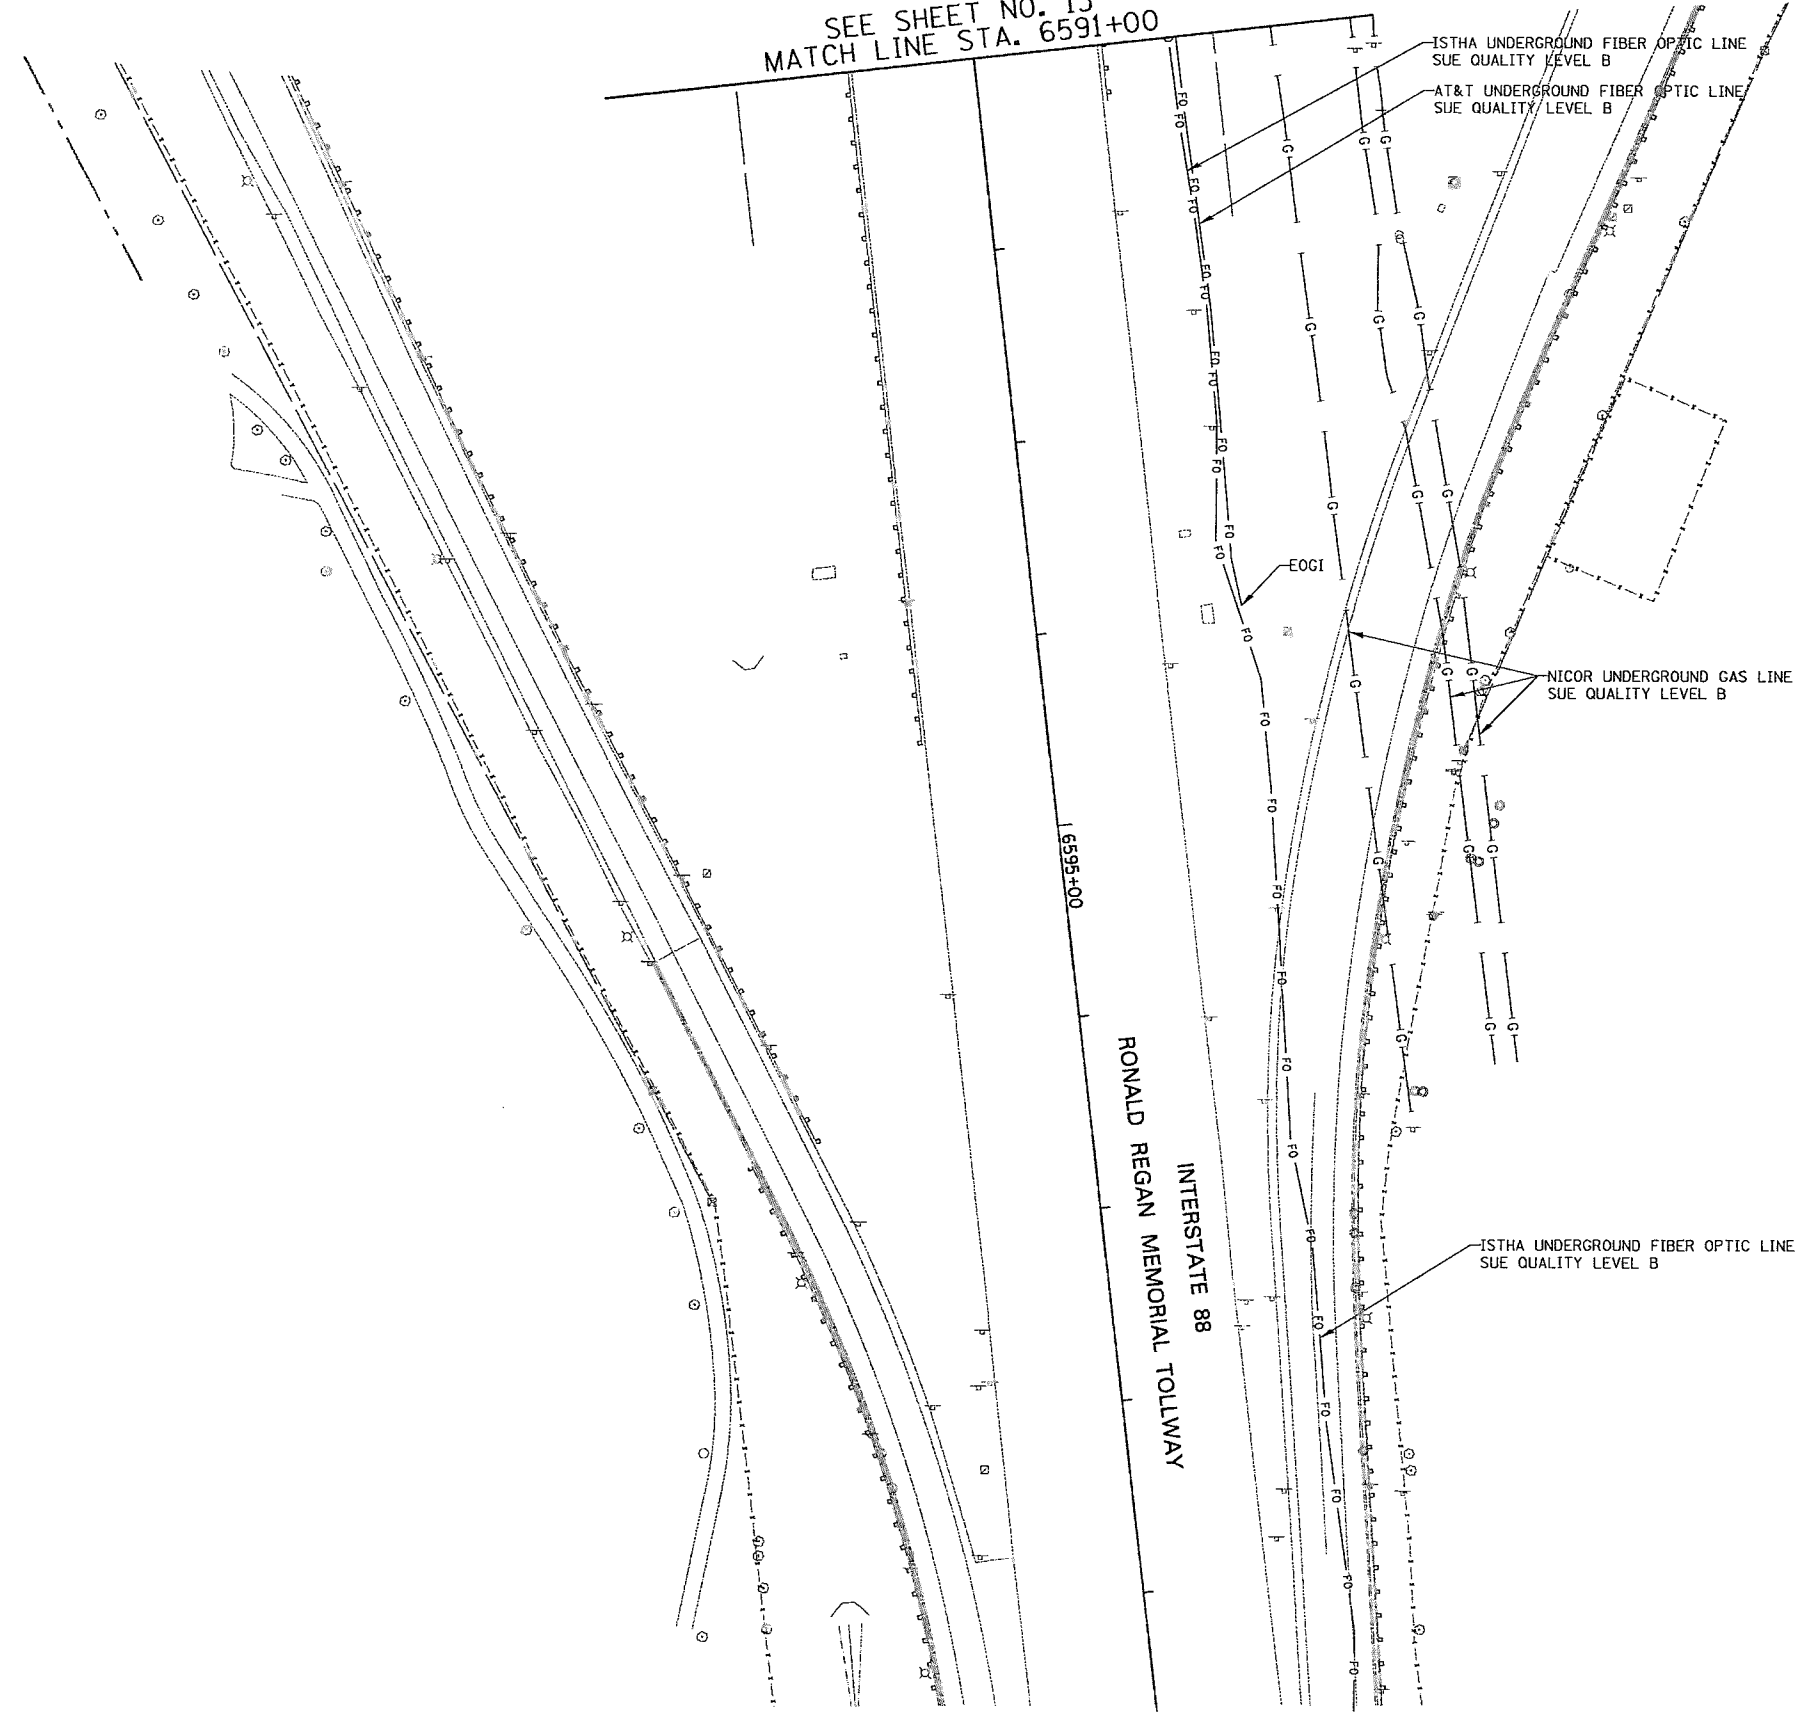 SEE SHEET NO. 15
MATCH LINE STA. 6591+00
ISTHA UNDERGROUND FIBER OPTIC LINE
SUE QUALITY LEVEL B
AT&T UNDERGROUND FIBER OPTIC LINE
SUE QUALITY LEVEL B
EOGI
NICOR UNDERGROUND GAS LINE
SUE QUALITY LEVEL B
6595+00
INTERSTATE 88
RONALD REGAN MEMORIAL TOLLWAY
ISTHA UNDERGROUND FIBER OPTIC LINE
SUE QUALITY LEVEL B